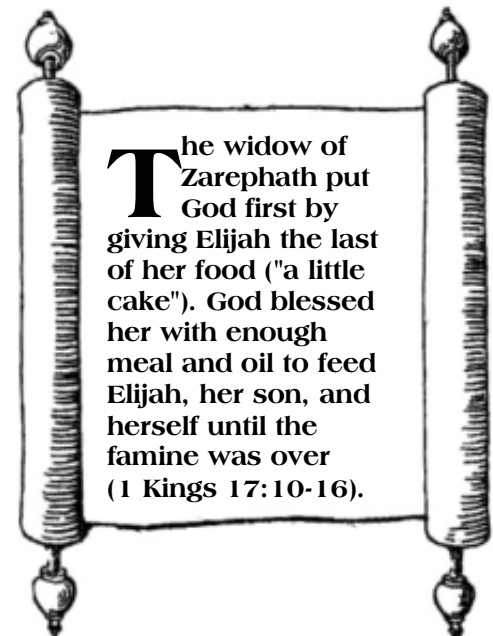 The widow of
Zarephath put
God first by
giving Elijah the last
of her food ("a little
cake"). God blessed
her with enough
meal and oil to feed
Elijah, her son, and
herself until the
famine was over
(1 Kings 17:10-16).